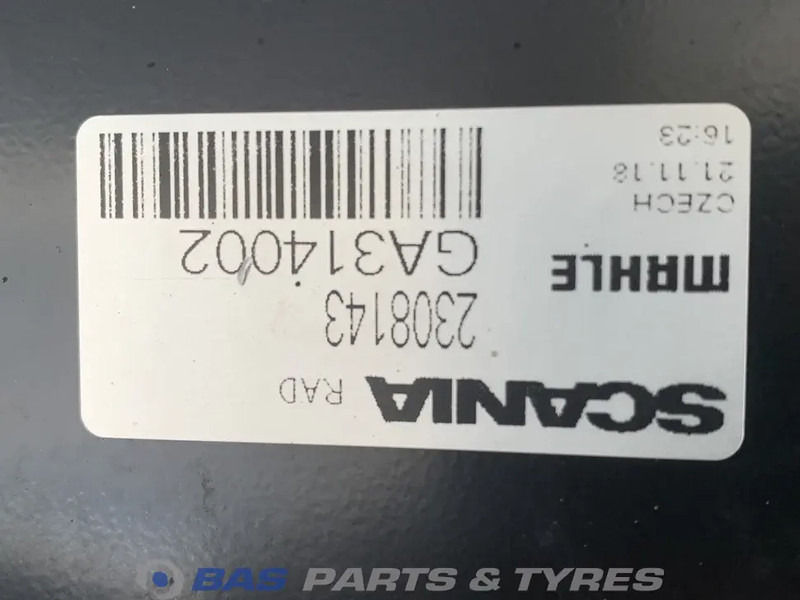 SCANIA RAD
2308143
MAHLE
GA314002
CZECH
21.11.18
16:23
BAS PARTS & TYRES